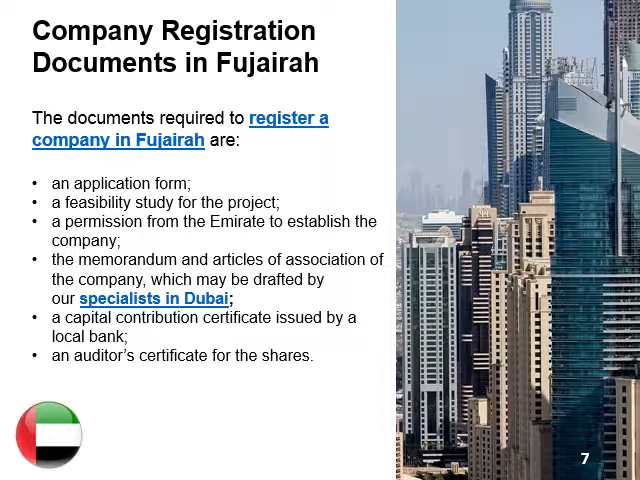 Company Registration
Documents in Fujairah
The documents required to register a
company in Fujairah are:
• an application form;
• a feasibility study for the project;
• a permission from the Emirate to establish the
company;
• the memorandum and articles of association of
the company, which may be drafted by
our specialists in Dubai;
• a capital contribution certificate issued by a
local bank;
• an auditor’s certificate for the shares.
7